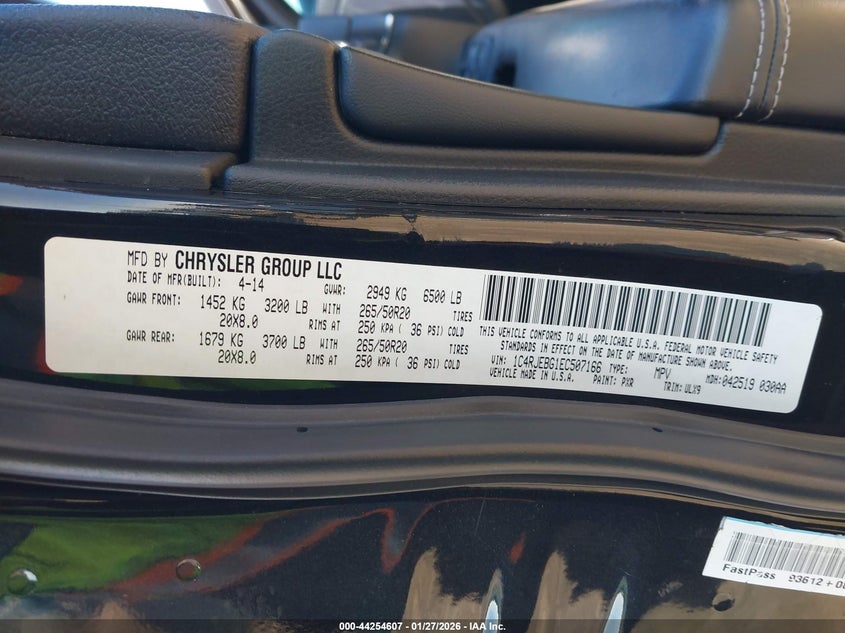 MFD BY CHRYSLER GROUP LLC
DATE OF MFR(BUILT): 4-14 GVWR: 2949 KG 6500 LB
GAWR FRONT: 1452 KG 3200 LB WITH 265/50R20 TIRES
20X8.0 RIMS AT 250 KPA ( 36 PSI) COLD
GAWR REAR: 1679 KG 3700 LB WITH 265/50R20 TIRES
20X8.0 RIMS AT 250 KPA ( 36 PSI) COLD
THIS VEHICLE CONFORMS TO ALL APPLICABLE U.S.A. FEDERAL MOTOR VEHICLE SAFETY
STANDARDS IN EFFECT ON THE DATE OF MANUFACTURE SHOWN ABOVE.
VIN: 1C4RJEBG1EC507166 TYPE: MPV MDH: 042519 030AA
VEHICLE MADE IN U.S.A. PAINT: PXR TRIM: ULX9
FastPass 93612+
000-44254607 - 01/27/2026 - IAA Inc.